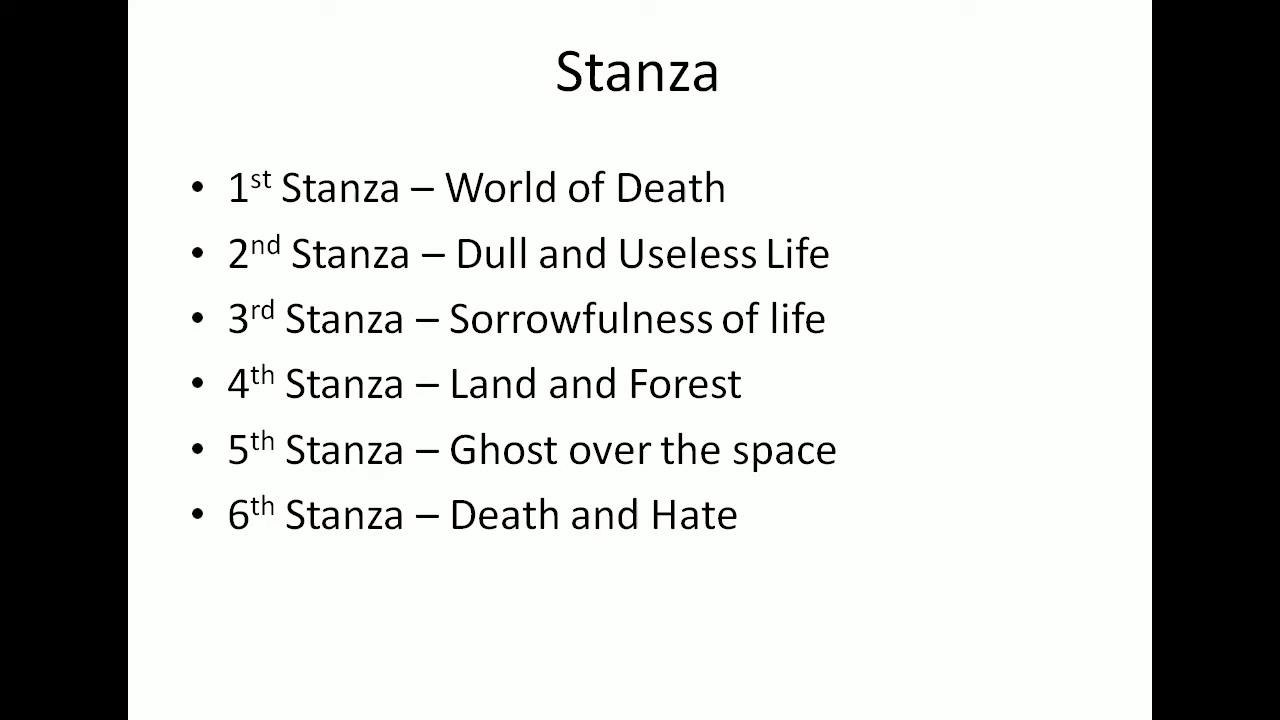 Stanza
• 1st Stanza – World of Death
• 2nd Stanza – Dull and Useless Life
• 3rd Stanza – Sorrowfulness of life
• 4th Stanza – Land and Forest
• 5th Stanza – Ghost over the space
• 6th Stanza – Death and Hate